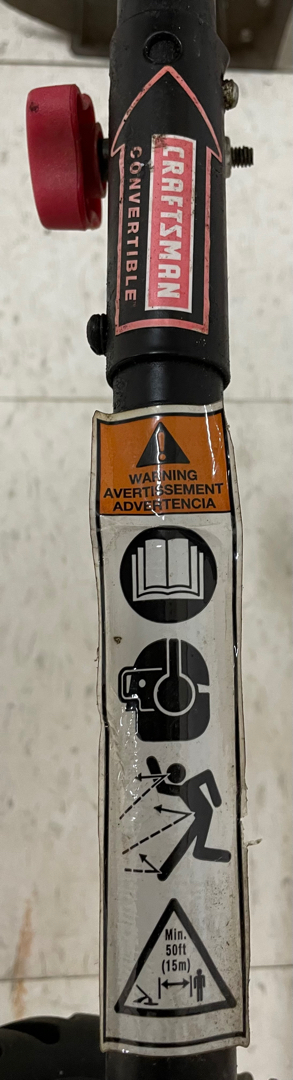 CRAFTSMAN
CONVERTIBLE
WARNING
AVERTISSEMENT
ADVERTENCIA
Min.
50ft
(15m)